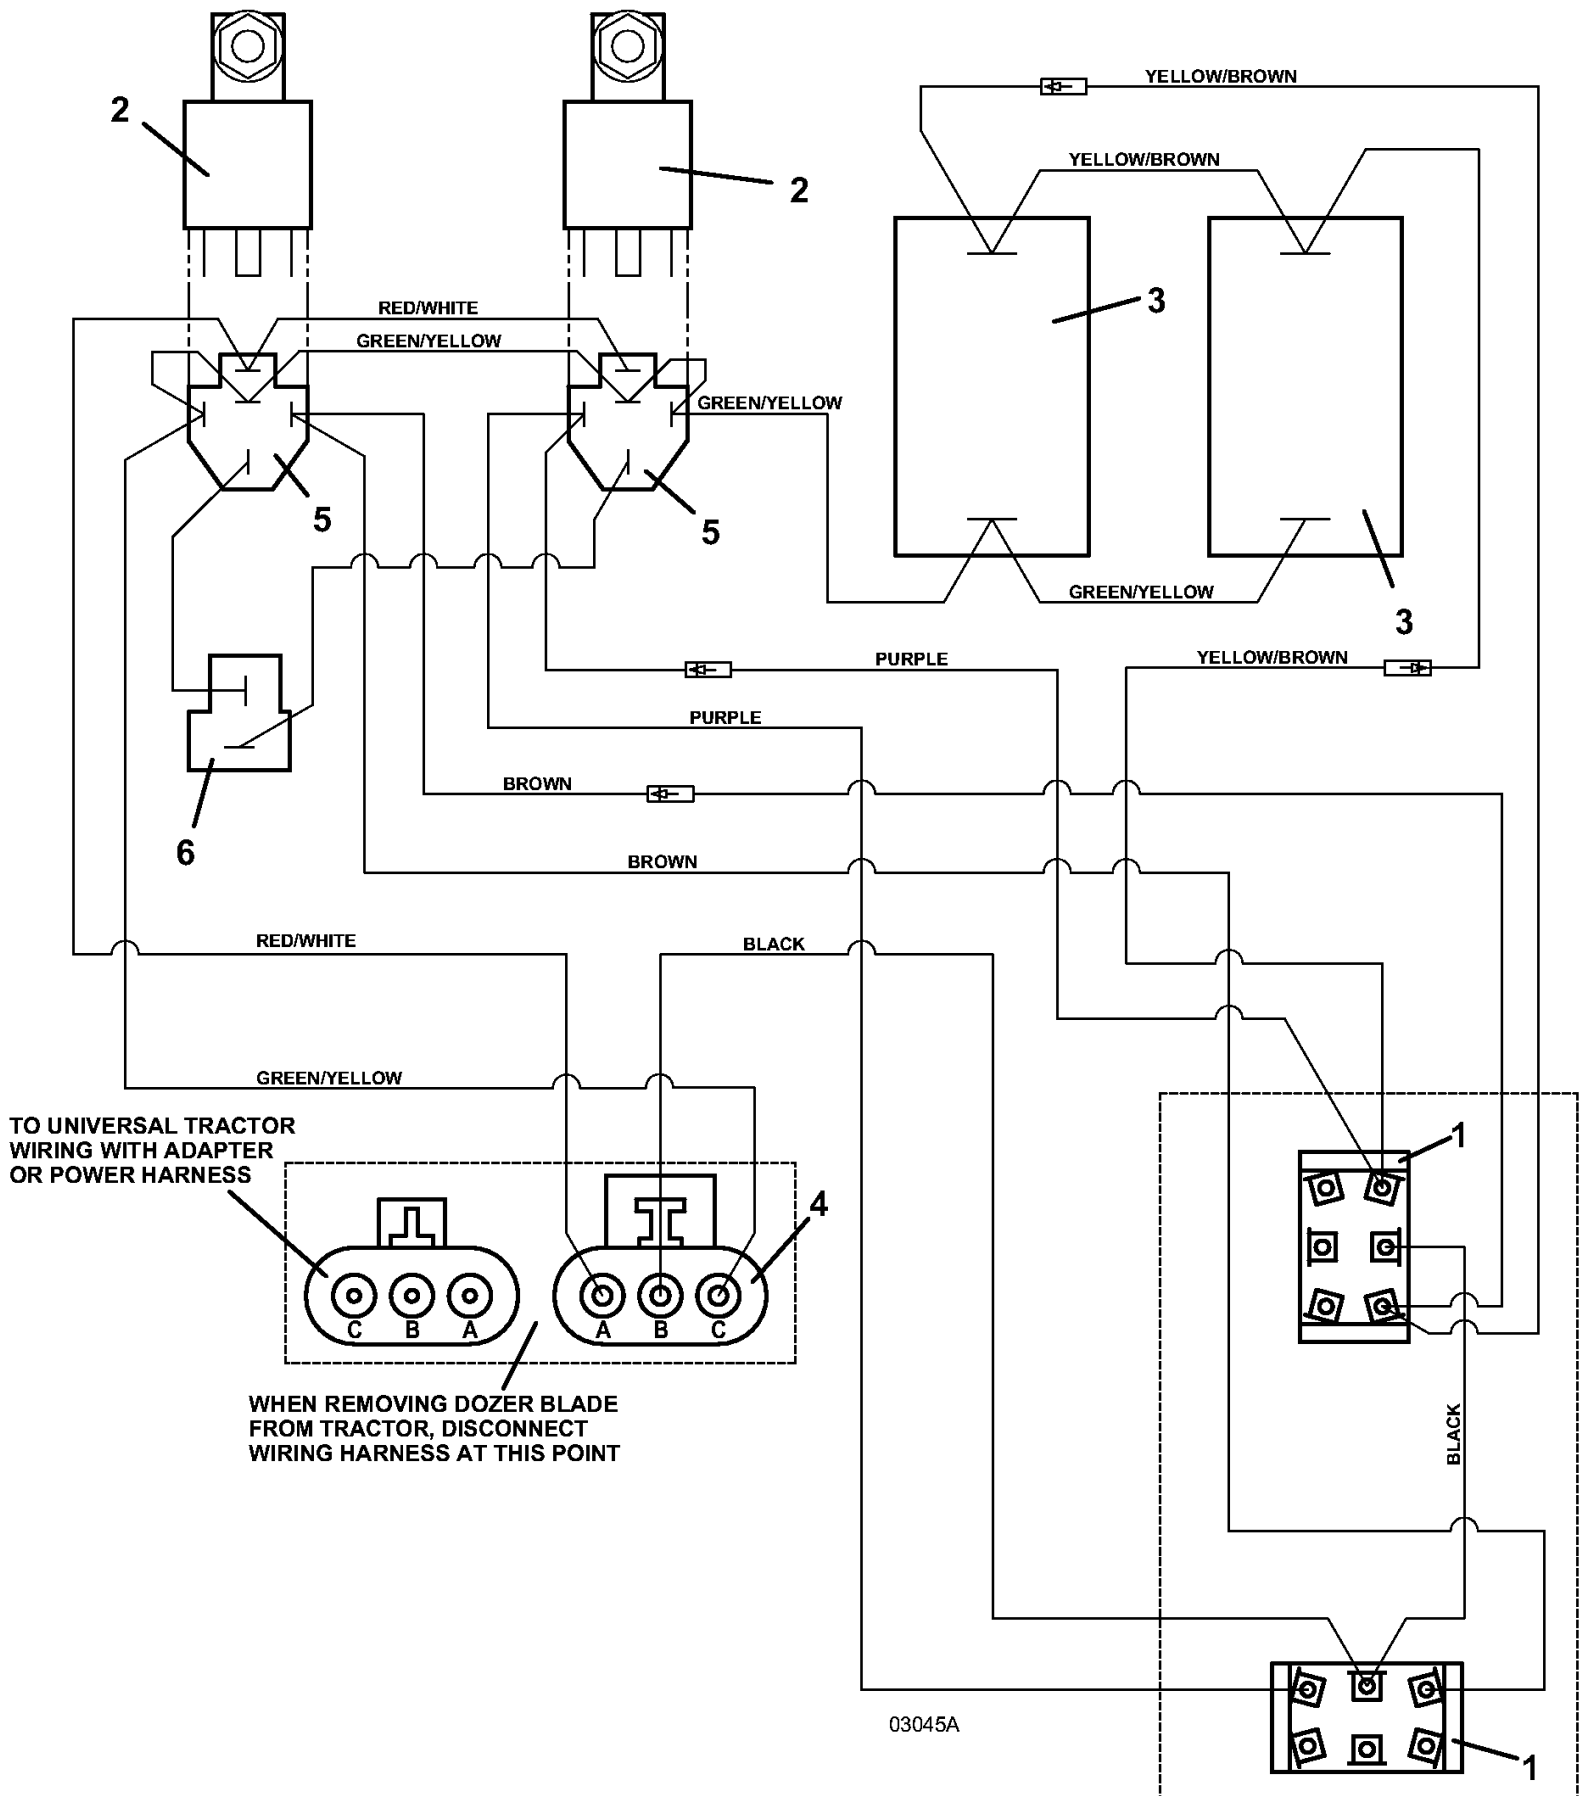 YELLOW/BROWN
2
YELLOW/BROWN
2
3
RED/WHITE
GREEN/YELLOW
GREEN/YELLOW
5
5
GREEN/YELLOW
3
PURPLE
YELLOW/BROWN
PURPLE
BROWN
6
BROWN
RED/WHITE
BLACK
GREEN/YELLOW
TO UNIVERSAL TRACTOR
WIRING WITH ADAPTER
OR POWER HARNESS
1
4
C B A
A B C
WHEN REMOVING DOZER BLADE
FROM TRACTOR, DISCONNECT
WIRING HARNESS AT THIS POINT
BLACK
03045A
1